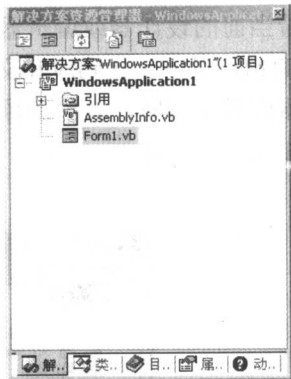 解决方案资源管理器 - WindowsApplicat
解决方案"WindowsApplication1"(1 项目)
WindowsApplication1
引用
AssemblyInfo.vb
Form1.vb
解.. 类.. 目.. 属.. 动..